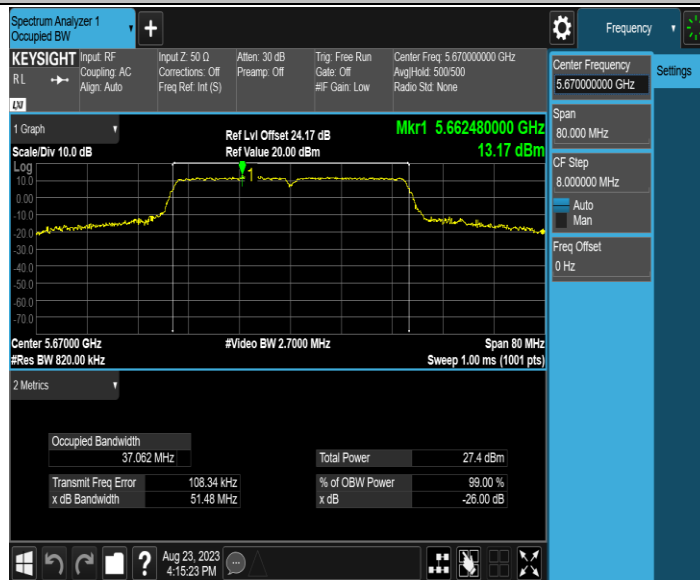 Spectrum Analyzer 1
Occupied BW
Frequency
KEYSIGHT
Input: RF
Input Z: 50 Ω
Atten: 30 dB
Trig: Free Run
Center Freq: 5.670000000 GHz
R L
Coupling: AC
Corrections: Off
Preamp: Off
Gate: Off
Avg|Hold: 500/500
Align: Auto
Freq Ref: Int (S)
#IF Gain: Low
Radio Std: None
LXI
Center Frequency
5.670000000 GHz
Settings
Span
80.000 MHz
CF Step
8.000000 MHz
Auto
Man
Freq Offset
0 Hz
1 Graph
Ref Lvl Offset 24.17 dB
Mkr1 5.662480000 GHz
Scale/Div 10.0 dB
Ref Value 20.00 dBm
13.17 dBm
Log
1
10.0
0.00
-10.0
-20.0
-30.0
-40.0
-50.0
-60.0
-70.0
Center 5.67000 GHz
#Video BW 2.7000 MHz
Span 80 MHz
#Res BW 820.00 kHz
Sweep 1.00 ms (1001 pts)
2 Metrics
Occupied Bandwidth
37.062 MHz
Total Power 27.4 dBm
Transmit Freq Error 108.34 kHz
% of OBW Power 99.00 %
x dB Bandwidth 51.48 MHz
x dB -26.00 dB
?
Aug 23, 2023
4:15:23 PM